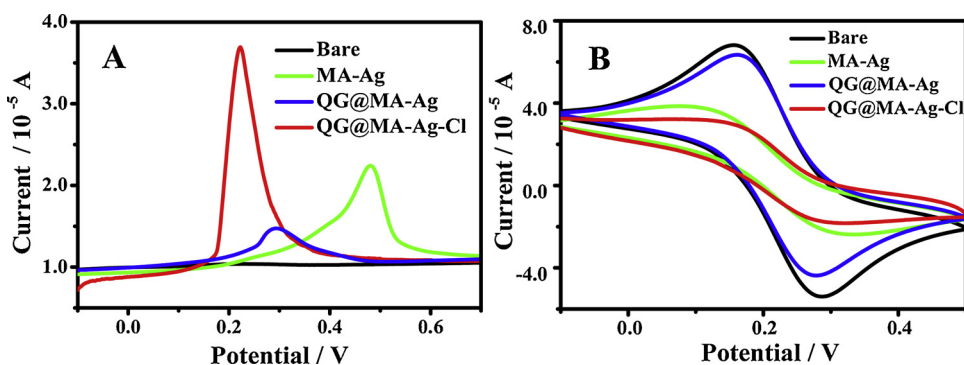 A
Bare
MA-Ag
QG@MA-Ag
QG@MA-Ag-Cl
4.0
3.0
2.0
1.0
0.0
0.2
0.4
0.6
Current / 10 ⁻⁵ A
Potential / V
B
Bare
MA-Ag
QG@MA-Ag
QG@MA-Ag-Cl
8.0
4.0
0.0
-4.0
0.0
0.2
0.4
Current / 10 ⁻⁵ A
Potential / V